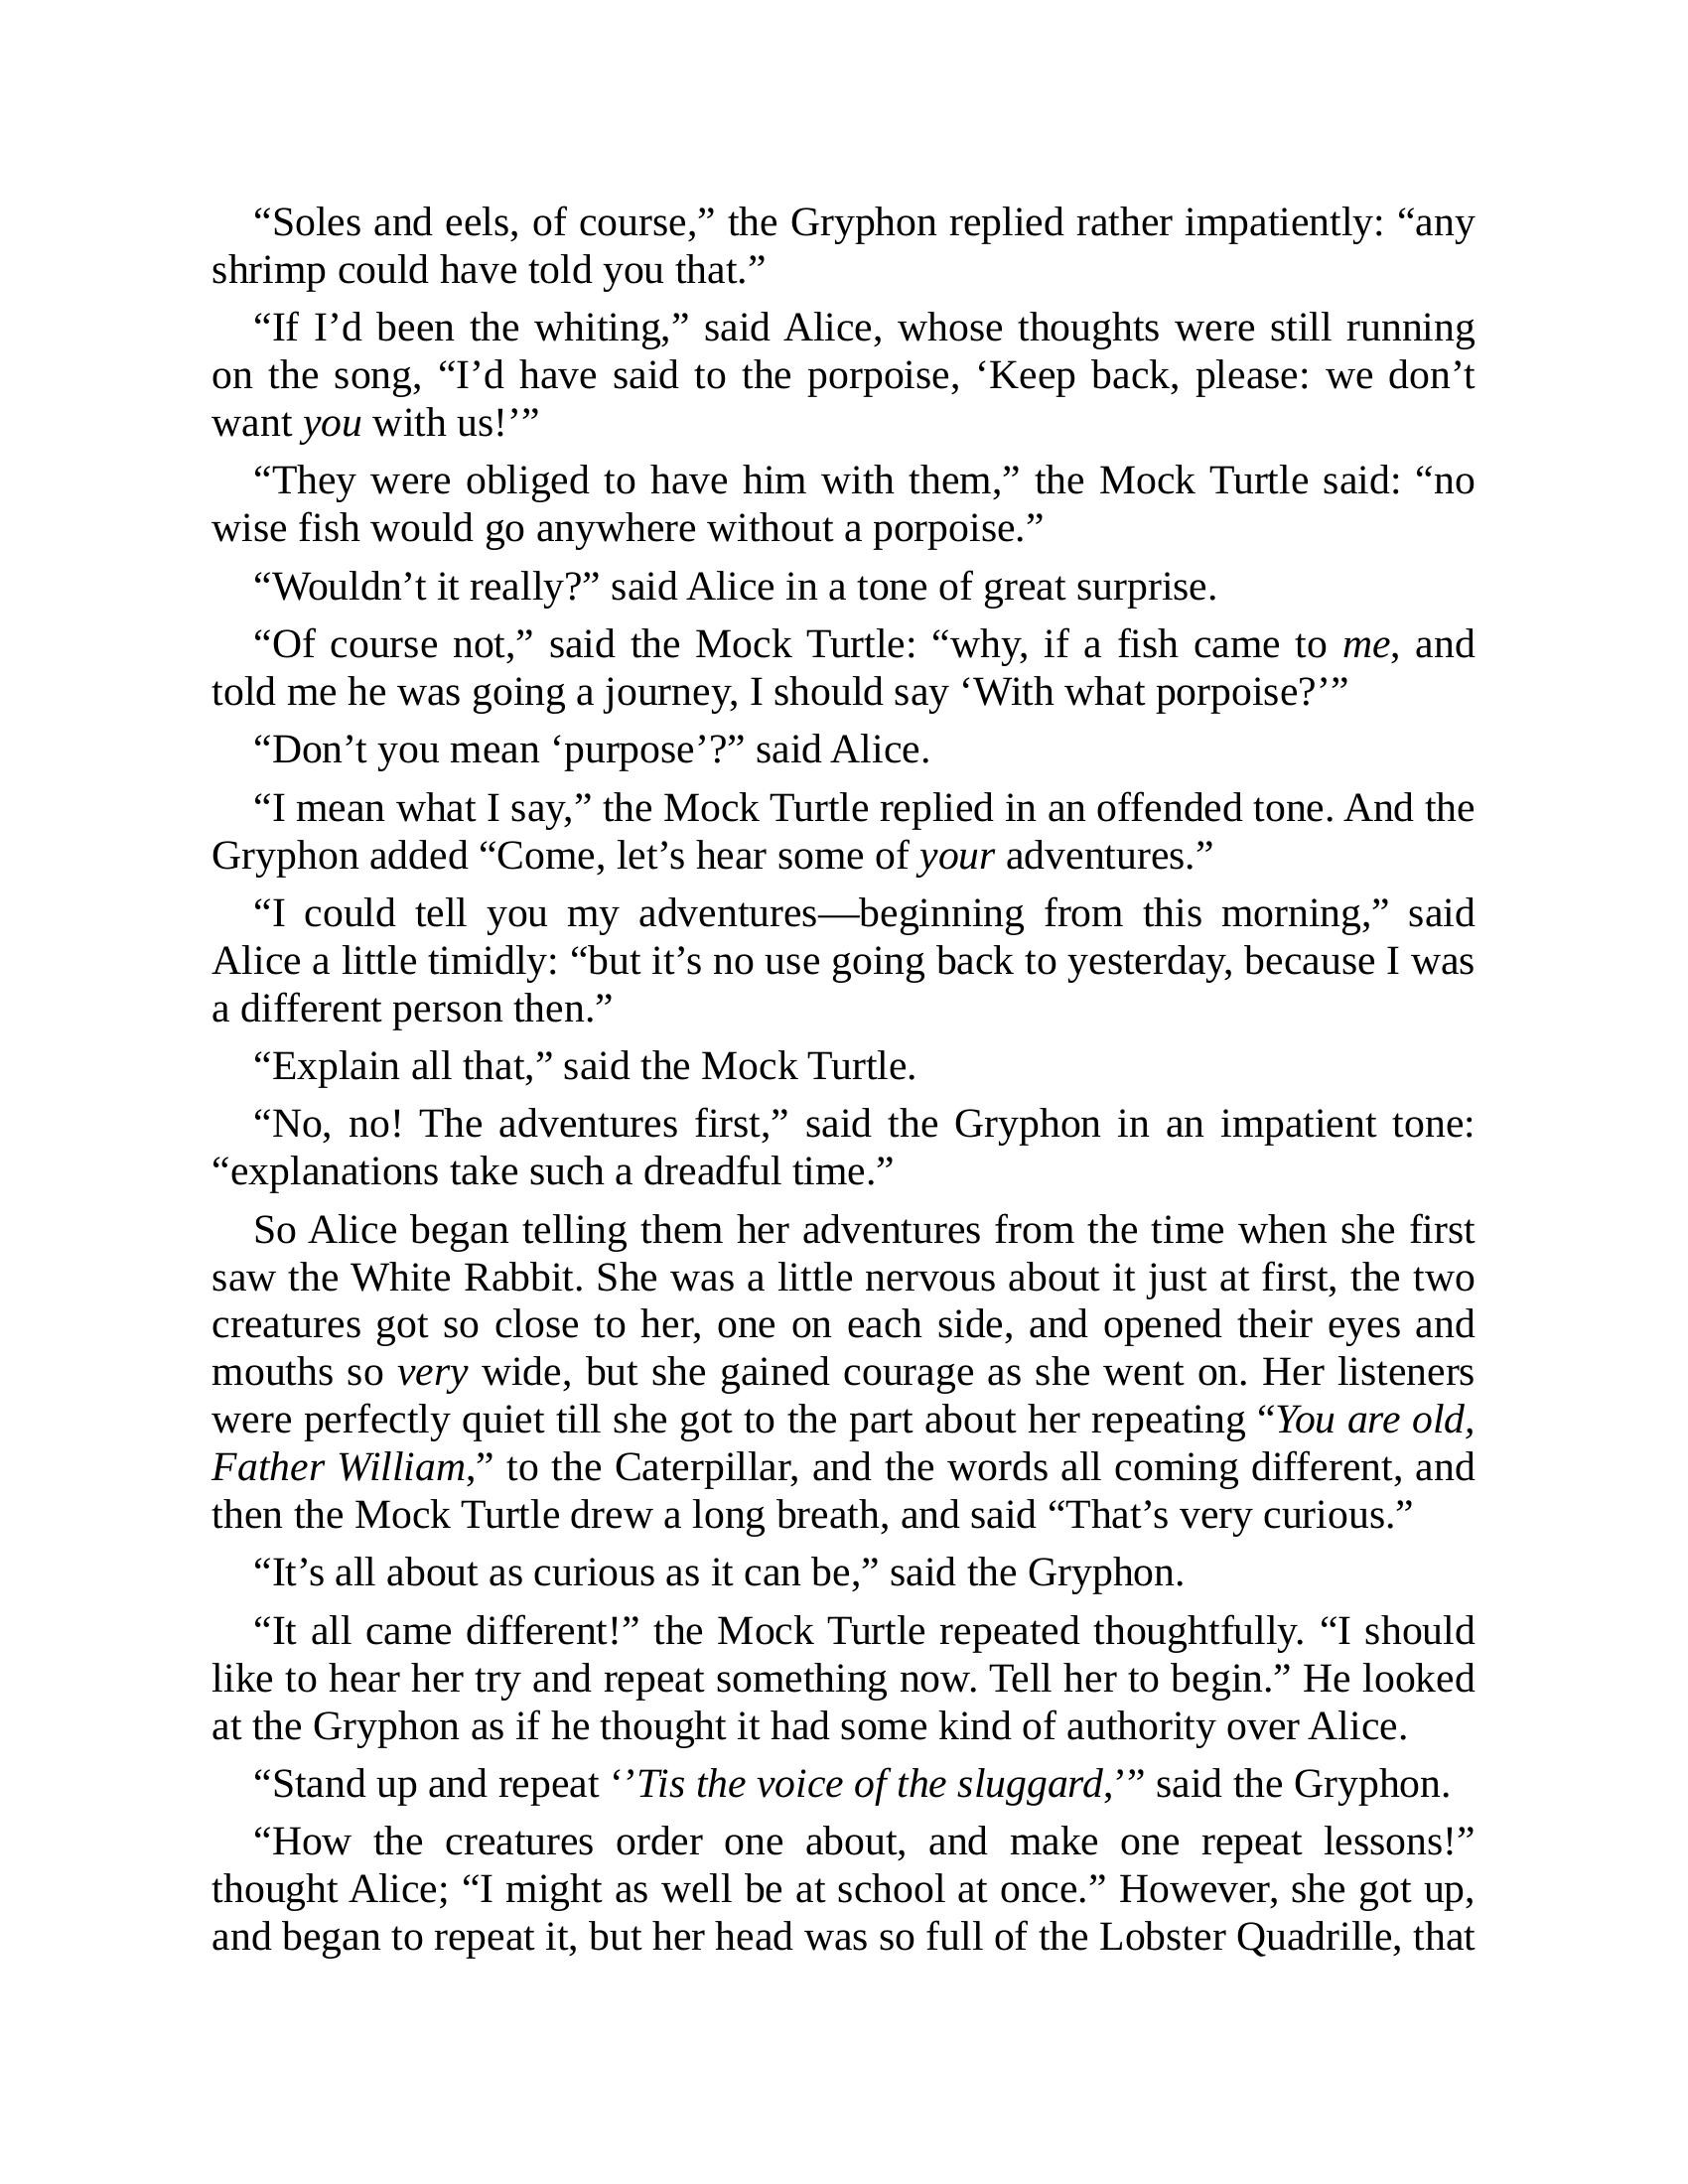 “Soles and eels, of course,” the Gryphon replied rather impatiently: “any
shrimp could have told you that.”
“If I’d been the whiting,” said Alice, whose thoughts were still running
on the song, “I’d have said to the porpoise, ‘Keep back, please: we don’t
want you with us!’”
“They were obliged to have him with them,” the Mock Turtle said: “no
wise fish would go anywhere without a porpoise.”
“Wouldn’t it really?” said Alice in a tone of great surprise.
“Of course not,” said the Mock Turtle: “why, if a fish came to me, and
told me he was going a journey, I should say ‘With what porpoise?’”
“Don’t you mean ‘purpose’?” said Alice.
“I mean what I say,” the Mock Turtle replied in an offended tone. And the
Gryphon added “Come, let’s hear some of your adventures.”
“I could tell you my adventures—beginning from this morning,” said
Alice a little timidly: “but it’s no use going back to yesterday, because I was
a different person then.”
“Explain all that,” said the Mock Turtle.
“No, no! The adventures first,” said the Gryphon in an impatient tone:
“explanations take such a dreadful time.”
So Alice began telling them her adventures from the time when she first
saw the White Rabbit. She was a little nervous about it just at first, the two
creatures got so close to her, one on each side, and opened their eyes and
mouths so very wide, but she gained courage as she went on. Her listeners
were perfectly quiet till she got to the part about her repeating “You are old,
Father William,” to the Caterpillar, and the words all coming different, and
then the Mock Turtle drew a long breath, and said “That’s very curious.”
“It’s all about as curious as it can be,” said the Gryphon.
“It all came different!” the Mock Turtle repeated thoughtfully. “I should
like to hear her try and repeat something now. Tell her to begin.” He looked
at the Gryphon as if he thought it had some kind of authority over Alice.
“Stand up and repeat ‘’Tis the voice of the sluggard,’” said the Gryphon.
“How the creatures order one about, and make one repeat lessons!”
thought Alice; “I might as well be at school at once.” However, she got up,
and began to repeat it, but her head was so full of the Lobster Quadrille, that